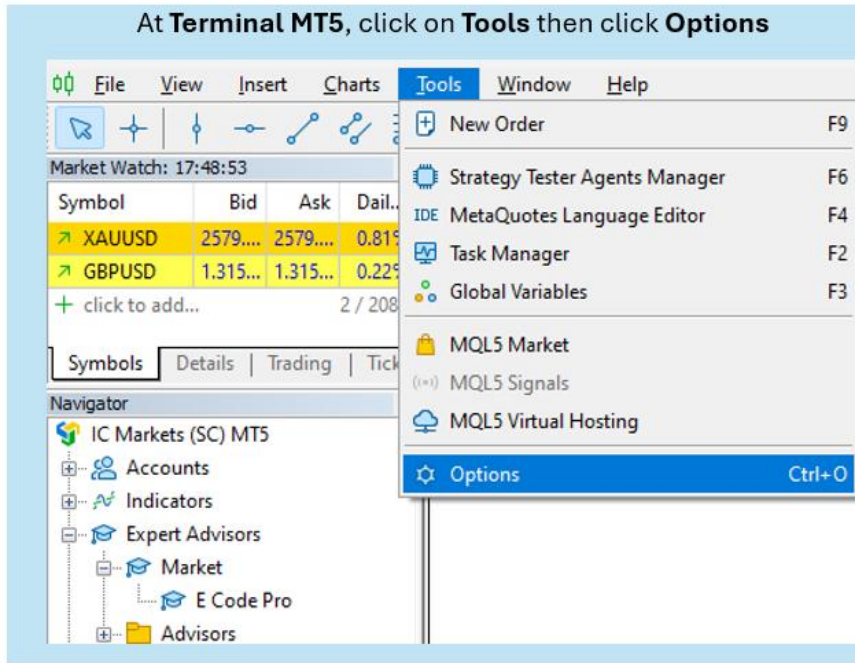 At Terminal MT5, click on Tools then click Options
File View Insert Charts Tools Window Help
New Order F9
Market Watch: 17:48:53
Symbol Bid Ask Dail..
XAUUSD 2579.... 2579.... 0.81%
GBPUSD 1.315... 1.315... 0.22%
click to add... 2 / 208
Symbols Details | Trading | Tick
Strategy Tester Agents Manager F6
IDE MetaQuotes Language Editor F4
Task Manager F2
Global Variables F3
MQL5 Market
MQL5 Signals
MQL5 Virtual Hosting
Options Ctrl+O
Navigator
IC Markets (SC) MT5
Accounts
Indicators
Expert Advisors
Market
E Code Pro
Advisors